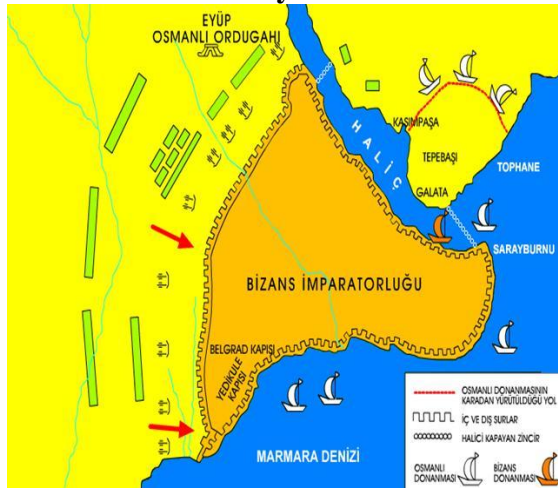 EYÜP
OSMANLI ORDUGAHI
KASIMPAŞA
HALİÇ
TEPEBAŞI
TOPHANE
GALATA
SARAYBURNU
BİZANS İMPARATORLUĞU
BELGRAD KAPISI
YEDİKULE
KAPISI
MARMARA DENİZİ
OSMANLI DONANMASININ
KARADAN YÜRÜTÜLDÜĞÜ YOL
İÇ VE DIŞ SURLAR
HALİCİ KAPAYAN ZİNCİR
OSMANLI
DONANMASI
BİZANS
DONANMASI